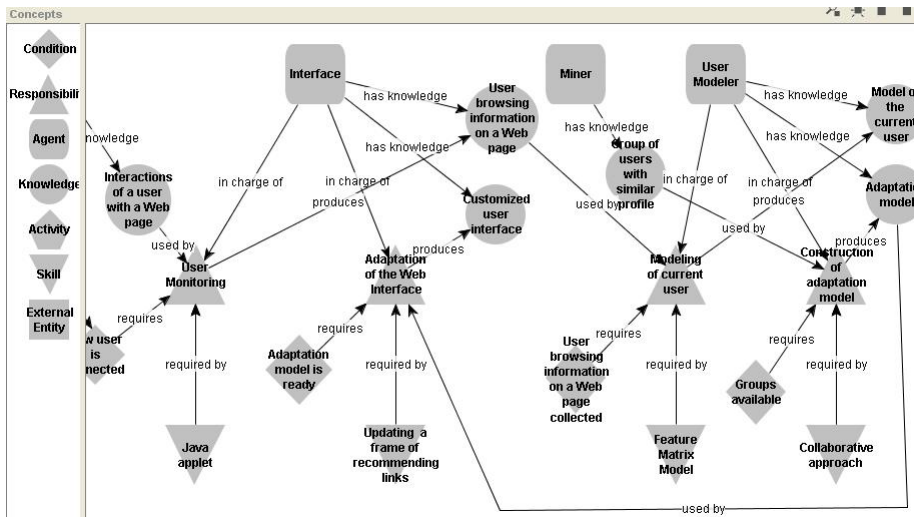 Concepts
Condition
Responsibili
Agent
Knowledge
Activity
Skill
External
Entity
Interface
Miner
User
Modeler
has knowledge
has knowledge
User
browsing
information
on a Web
page
has knowledge
has knowledge
Model of
the
current
user
has knowledge
nowledge
Interactions
of a user
with a Web
page
in charge of
in charge of
produces
Customized
user
interface
Group of
users
with
similar
profile
in charge of
in charge of
produces
Adaptation
model
used by
used by
used by
produces
produces
User
Monitoring
Adaptation
of the Web
Interface
Modeling
of current
user
Construction
of
adaptation
model
requires
requires
requires
requires
w user
is
nected
Adaptation
model is
ready
User
browsing
information
on a Web
page
collected
Groups
available
required by
required by
required by
required by
Java
applet
Updating a
frame of
recommending
links
Feature
Matrix
Model
Collaborative
approach
used by